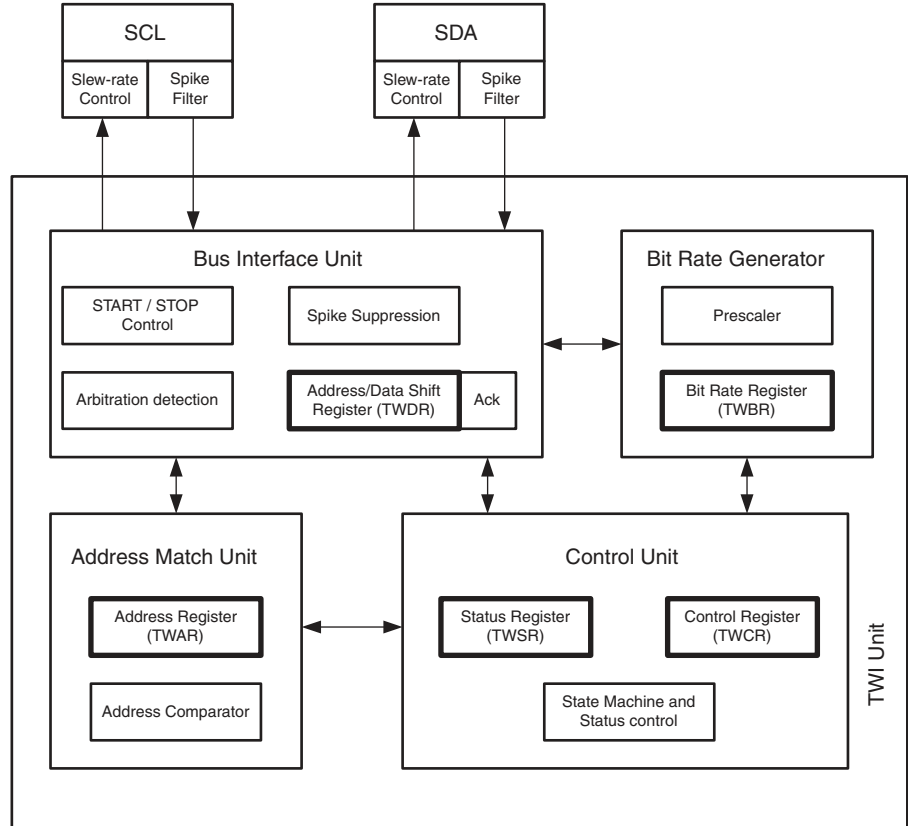 SCL
Slew-rate
Control
Spike
Filter
SDA
Slew-rate
Control
Spike
Filter
Bus Interface Unit
START / STOP
Control
Spike Suppression
Arbitration detection
Address/Data Shift
Register (TWDR)
Ack
Bit Rate Generator
Prescaler
Bit Rate Register
(TWBR)
Address Match Unit
Address Register
(TWAR)
Address Comparator
Control Unit
Status Register
(TWSR)
Control Register
(TWCR)
State Machine and
Status control
TWI Unit